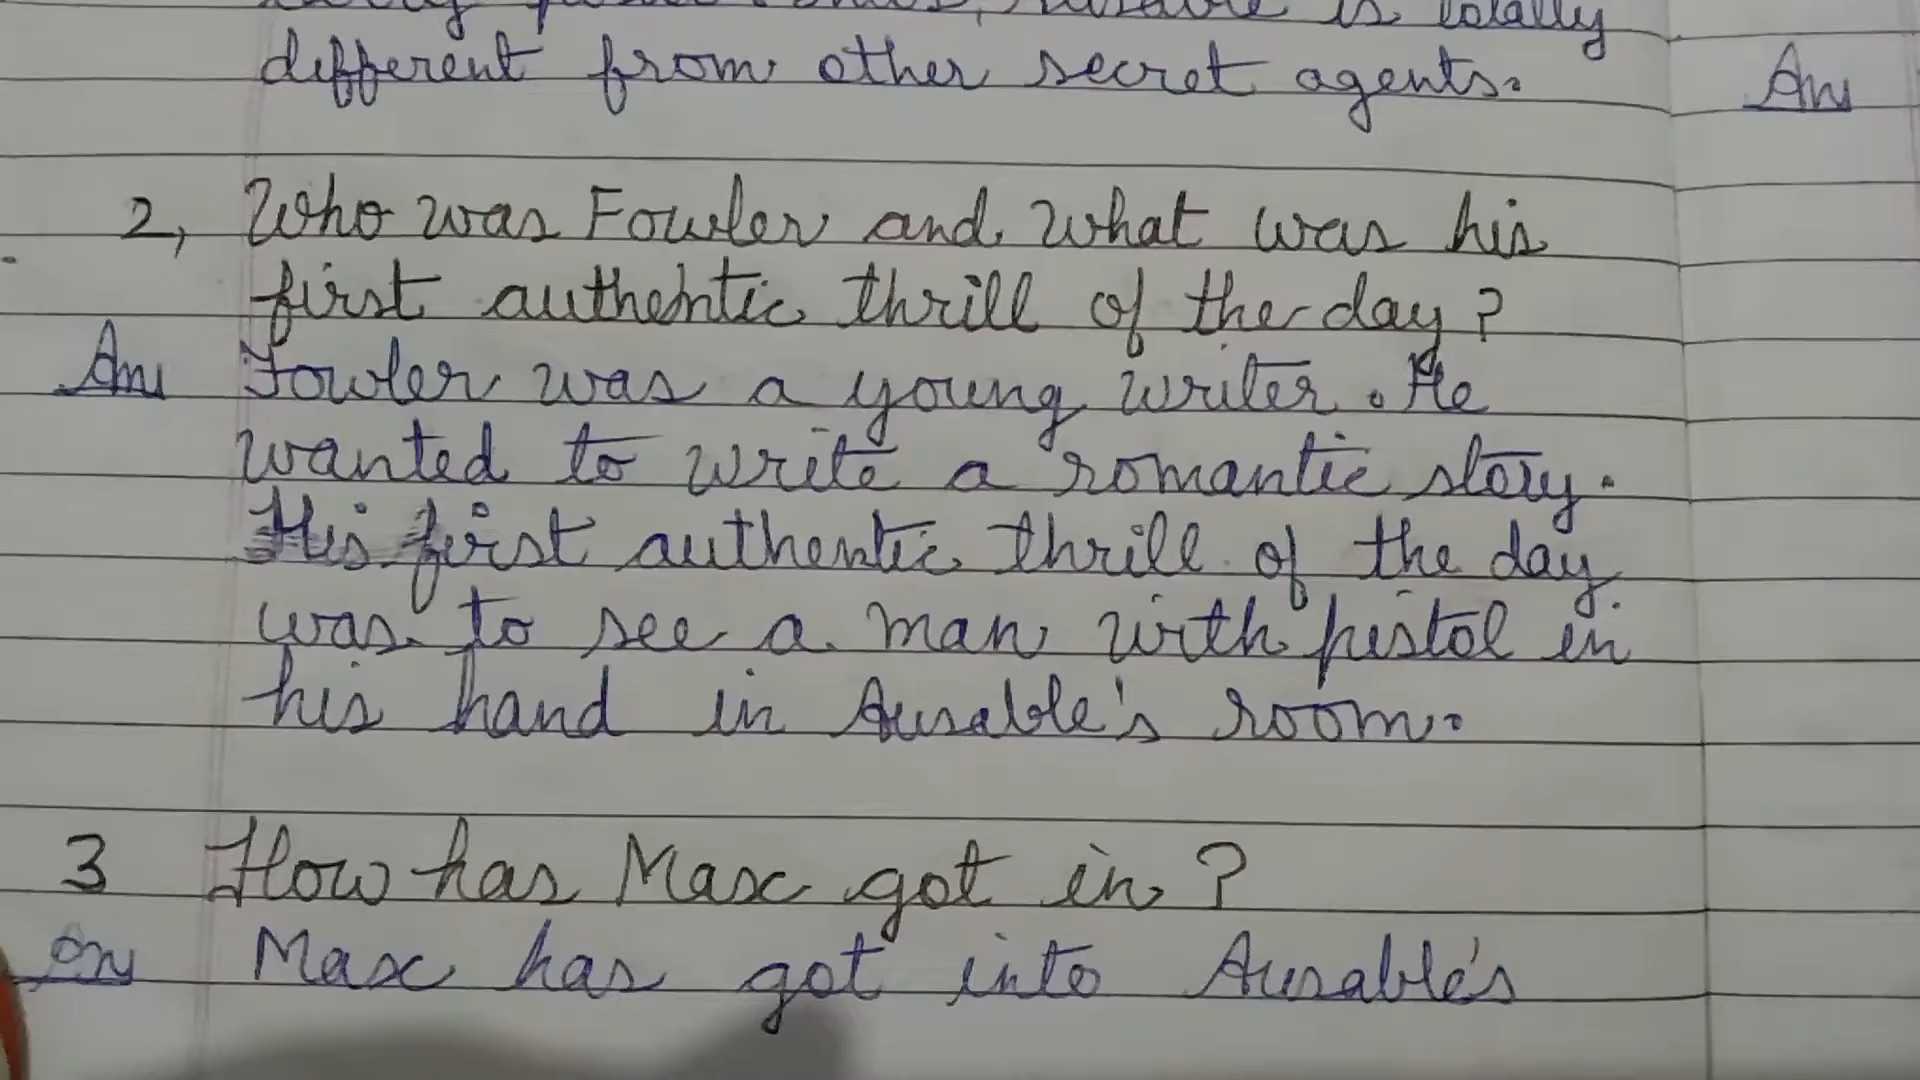 is totally
different from other secret agents.
Ans
2, Who was Fowler and what was his
first authentic thrill of the day?
Ans Fowler was a young writer. He
wanted to write a romantic story.
His first authentic thrill of the day
was to see a man with pistol in
his hand in Ausable's room.
3 How has Max got in?
Ans Max has got into Ausable's